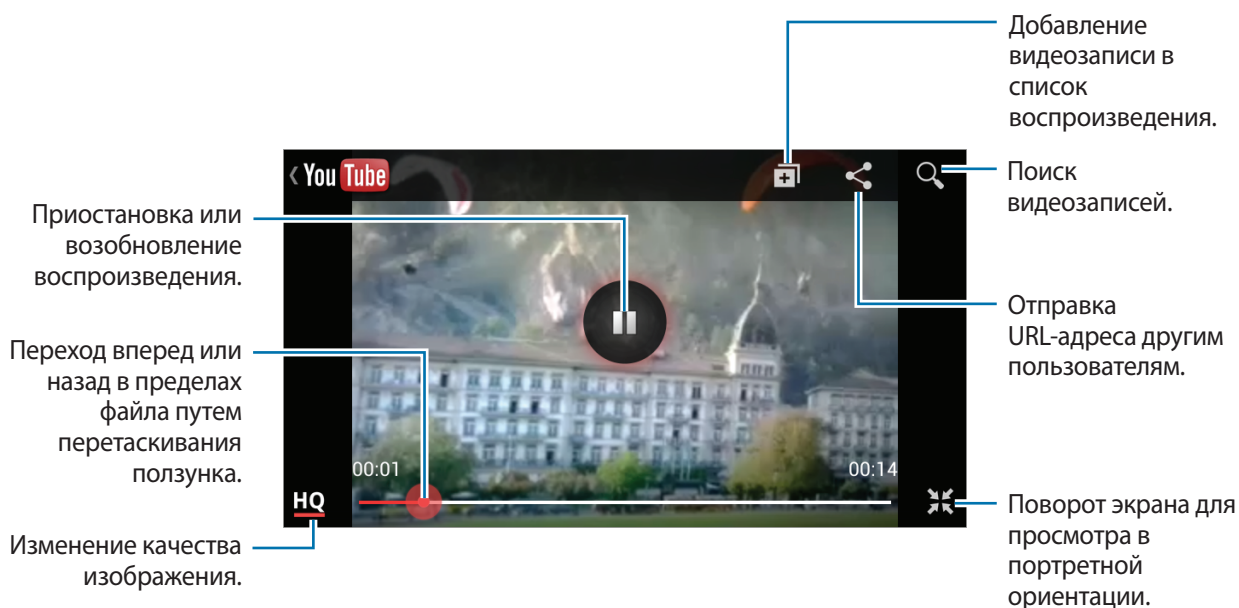 Добавление
видеозаписи в
список
воспроизведения.
You Tube
Поиск
видеозаписей.
Приостановка или
возобновление
воспроизведения.
Отправка
URL-адреса другим
пользователям.
Переход вперед или
назад в пределах
файла путем
перетаскивания
ползунка.
00:01
00:14
HQ
Изменение качества
изображения.
Поворот экрана для
просмотра в
портретной
ориентации.